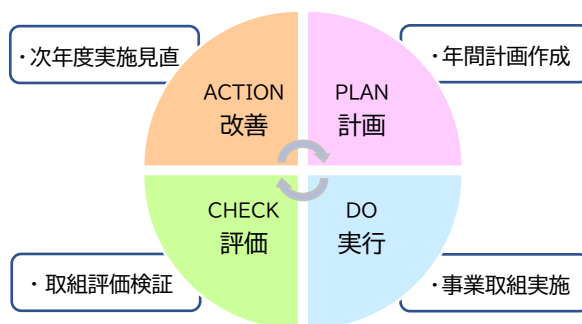 ・次年度実施見直
・年間計画作成
ACTION
改善
PLAN
計画
CHECK
評価
DO
実行
・取組評価検証
・事業取組実施